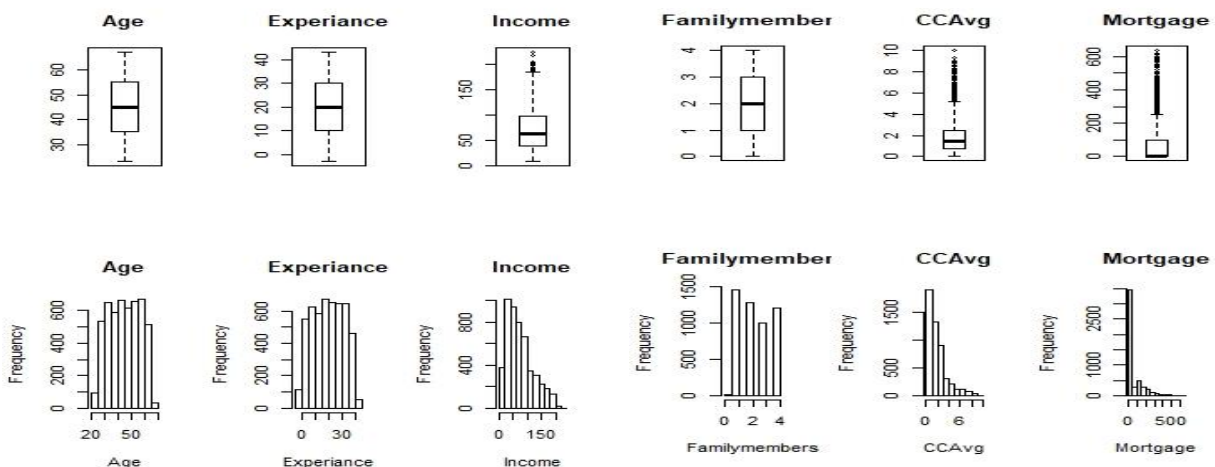 Age
30 40 50 60
Experiance
0 10 20 30 40
Income
0 50 150
Familymember
0 1 2 3 4
CCAvg
0 2 4 6 8 10
Mortgage
0 200 400 600
Age
Frequency
0 200 400 600
20 50
Age
Experiance
Frequency
0 200 400 600
0 30
Experiance
Income
Frequency
0 400 800
0 150
Income
Familymember
Frequency
0 500 1000 1500
0 2 4
Familymembers
CCAvg
Frequency
0 500 1500
0 6
CCAvg
Mortgage
Frequency
0 1000 2500
0 500
Mortgage